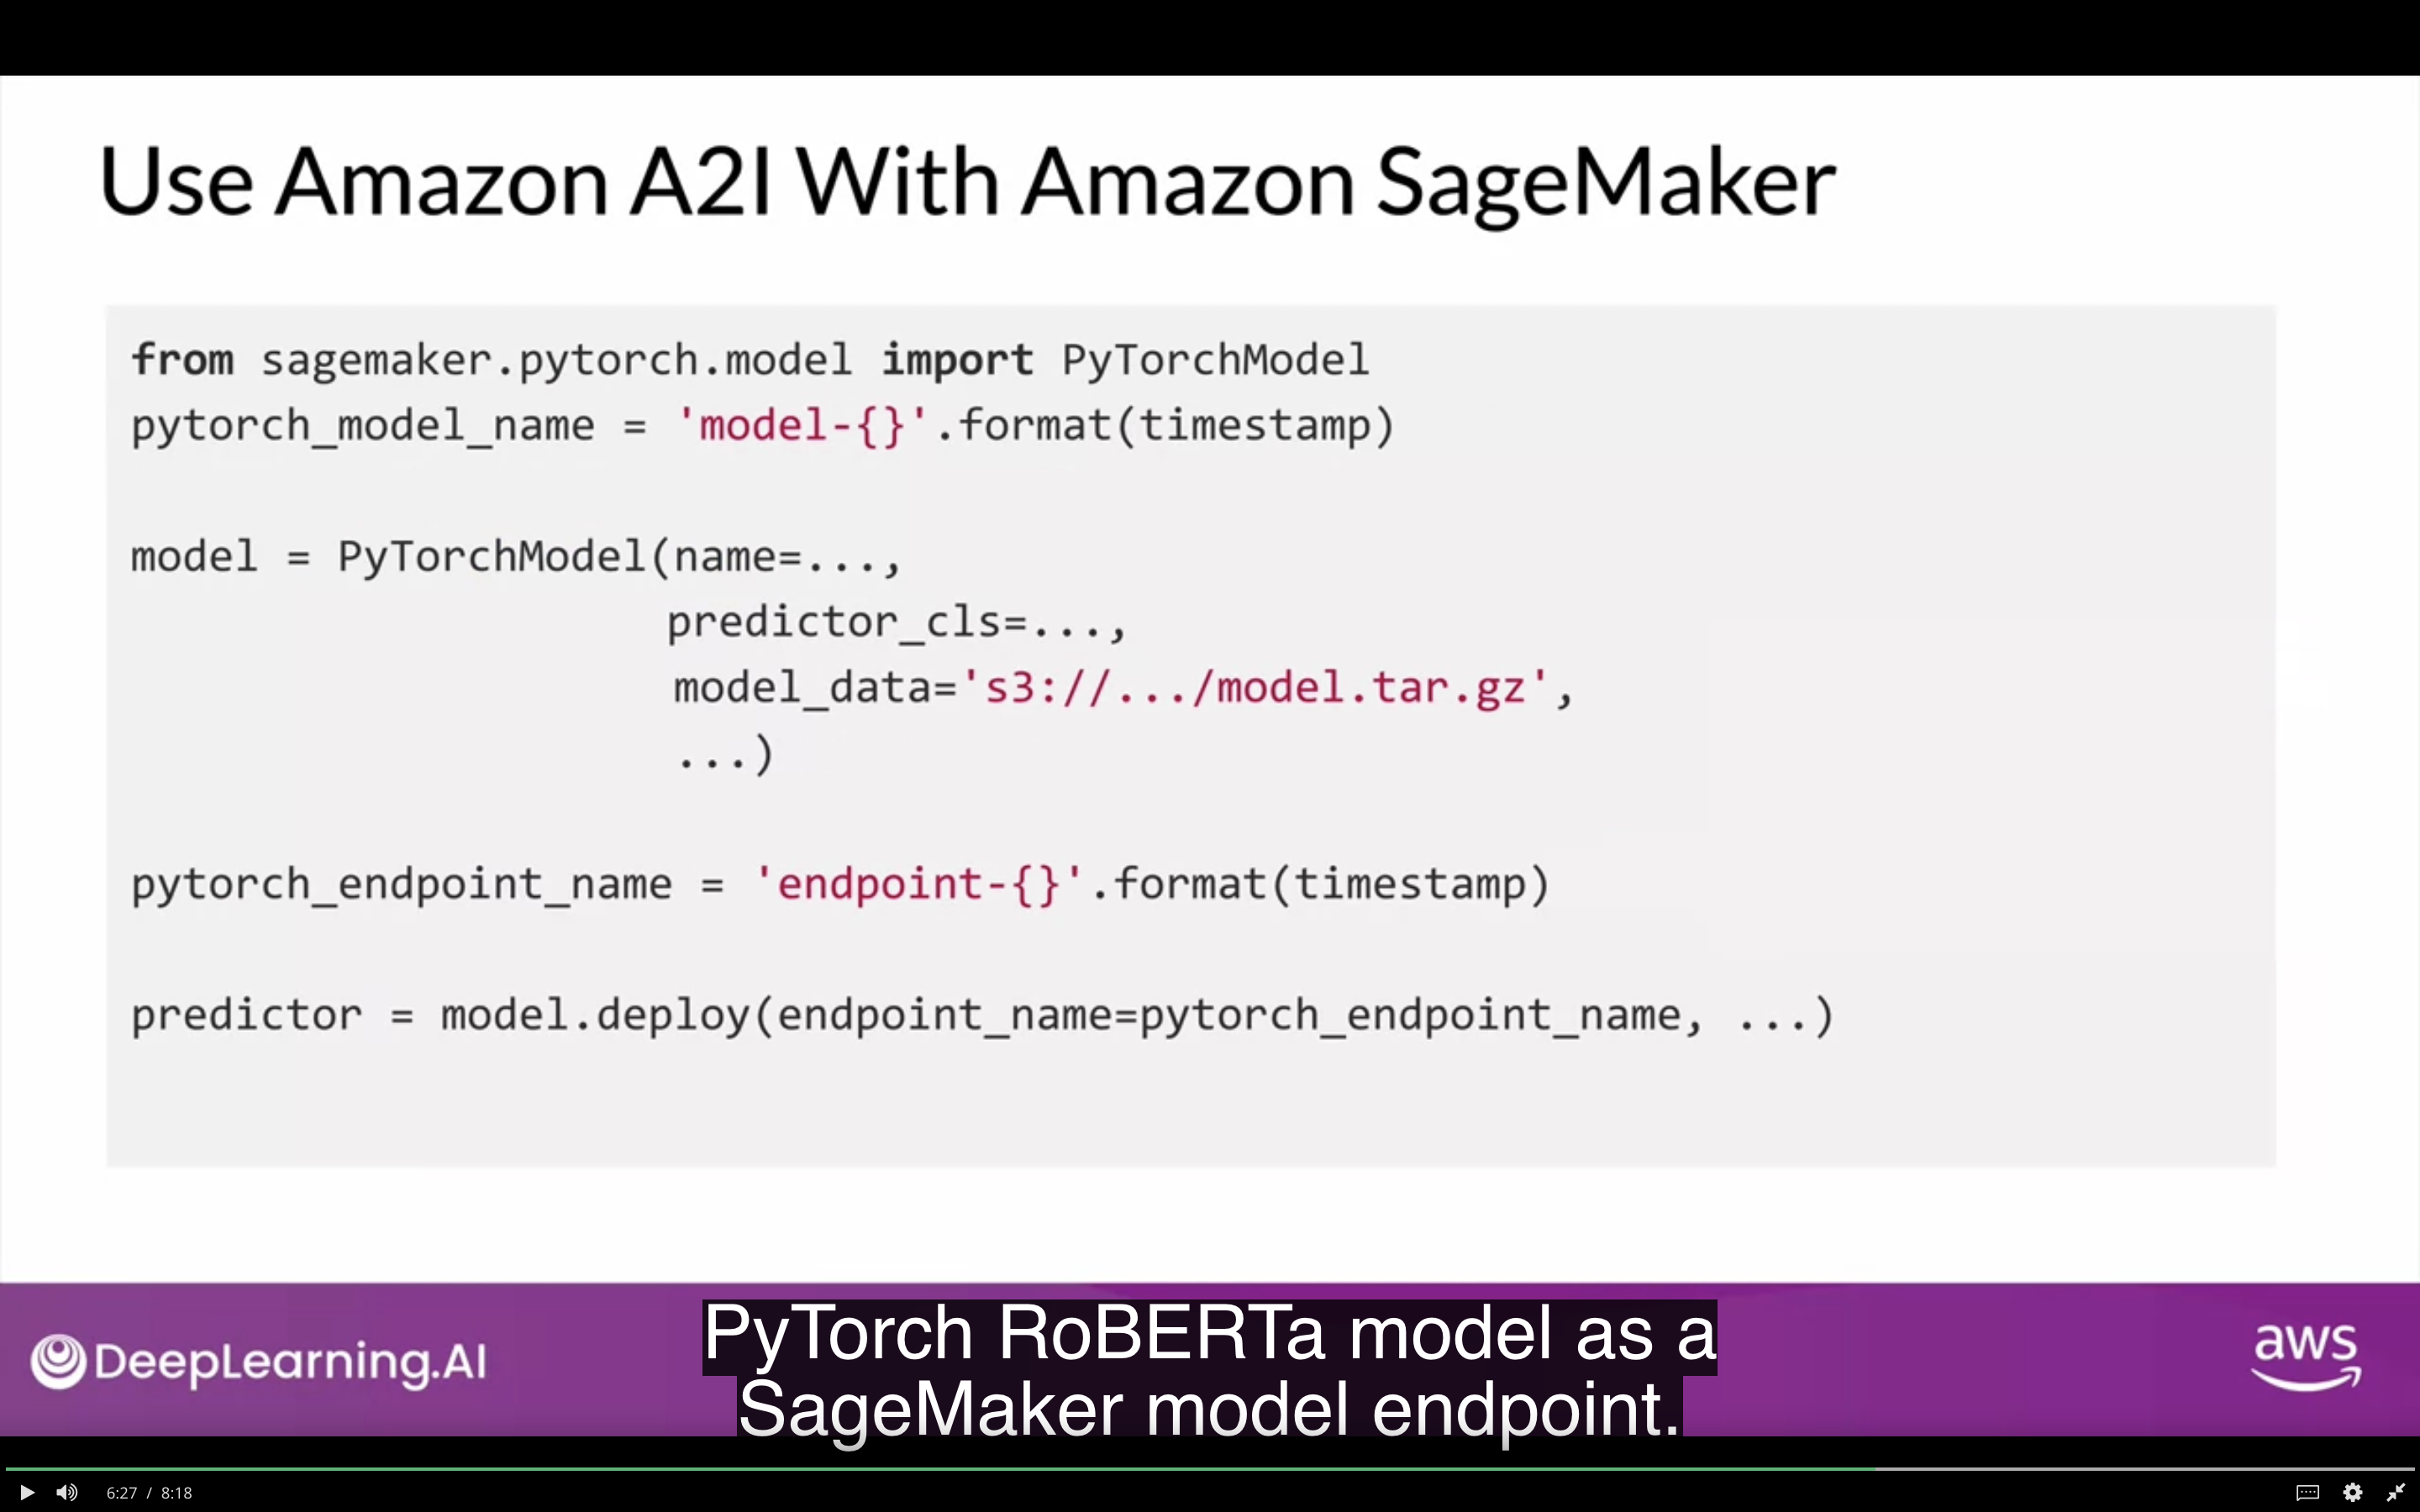 Use Amazon A2I With Amazon SageMaker
from sagemaker.pytorch.model import PyTorchModel
pytorch_model_name = 'model-{}'.format(timestamp)
model = PyTorchModel(name=...,
predictor_cls=...,
model_data='s3://.../model.tar.gz',
...)
pytorch_endpoint_name = 'endpoint-{}'.format(timestamp)
predictor = model.deploy(endpoint_name=pytorch_endpoint_name, ...)
DeepLearning.AI
PyTorch RoBERTa model as a
SageMaker model endpoint.
aws
6:27 / 8:18